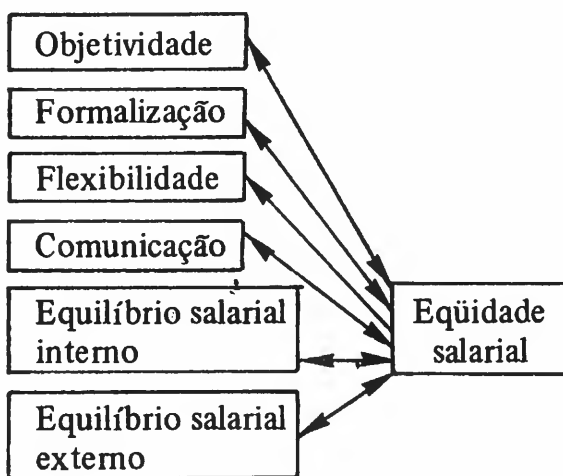 Objetividade
Formalização
Flexibilidade
Comunicação
Equilíbrio salarial
interno
Equilíbrio salarial
externo
Eqüidade
salarial